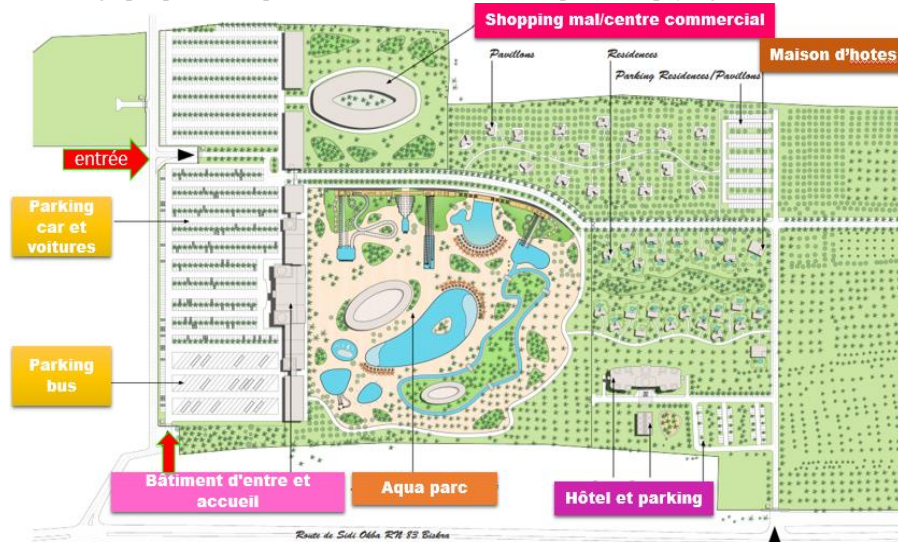 Shopping mal/centre commercial
Pavillons
Residences
Maison d'hotes
Parking Residences/Pavillons
entrée
Parking
car et
voitures
Parking
bus
Bâtiment d'entre et
accueil
Aqua parc
Hôtel et parking
Route de Sidi Okba RN 83 Biskra